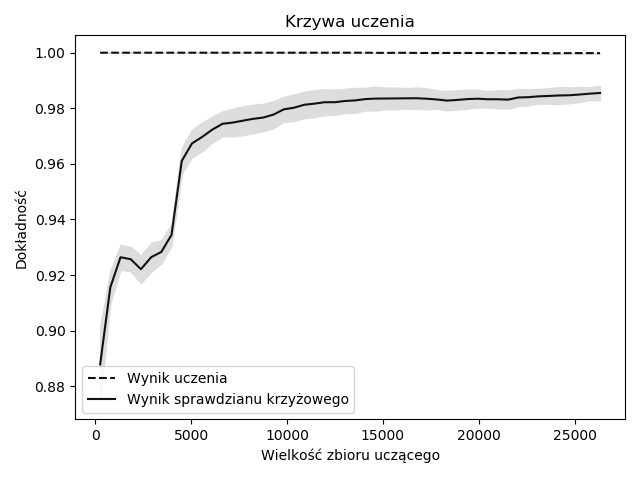 Krzywa uczenia
Dokładność
1.00
0.98
0.96
0.94
0.92
0.90
0.88
Wynik uczenia
Wynik sprawdzianu krzyżowego
0
5000
10000
15000
20000
25000
Wielkość zbioru uczącego